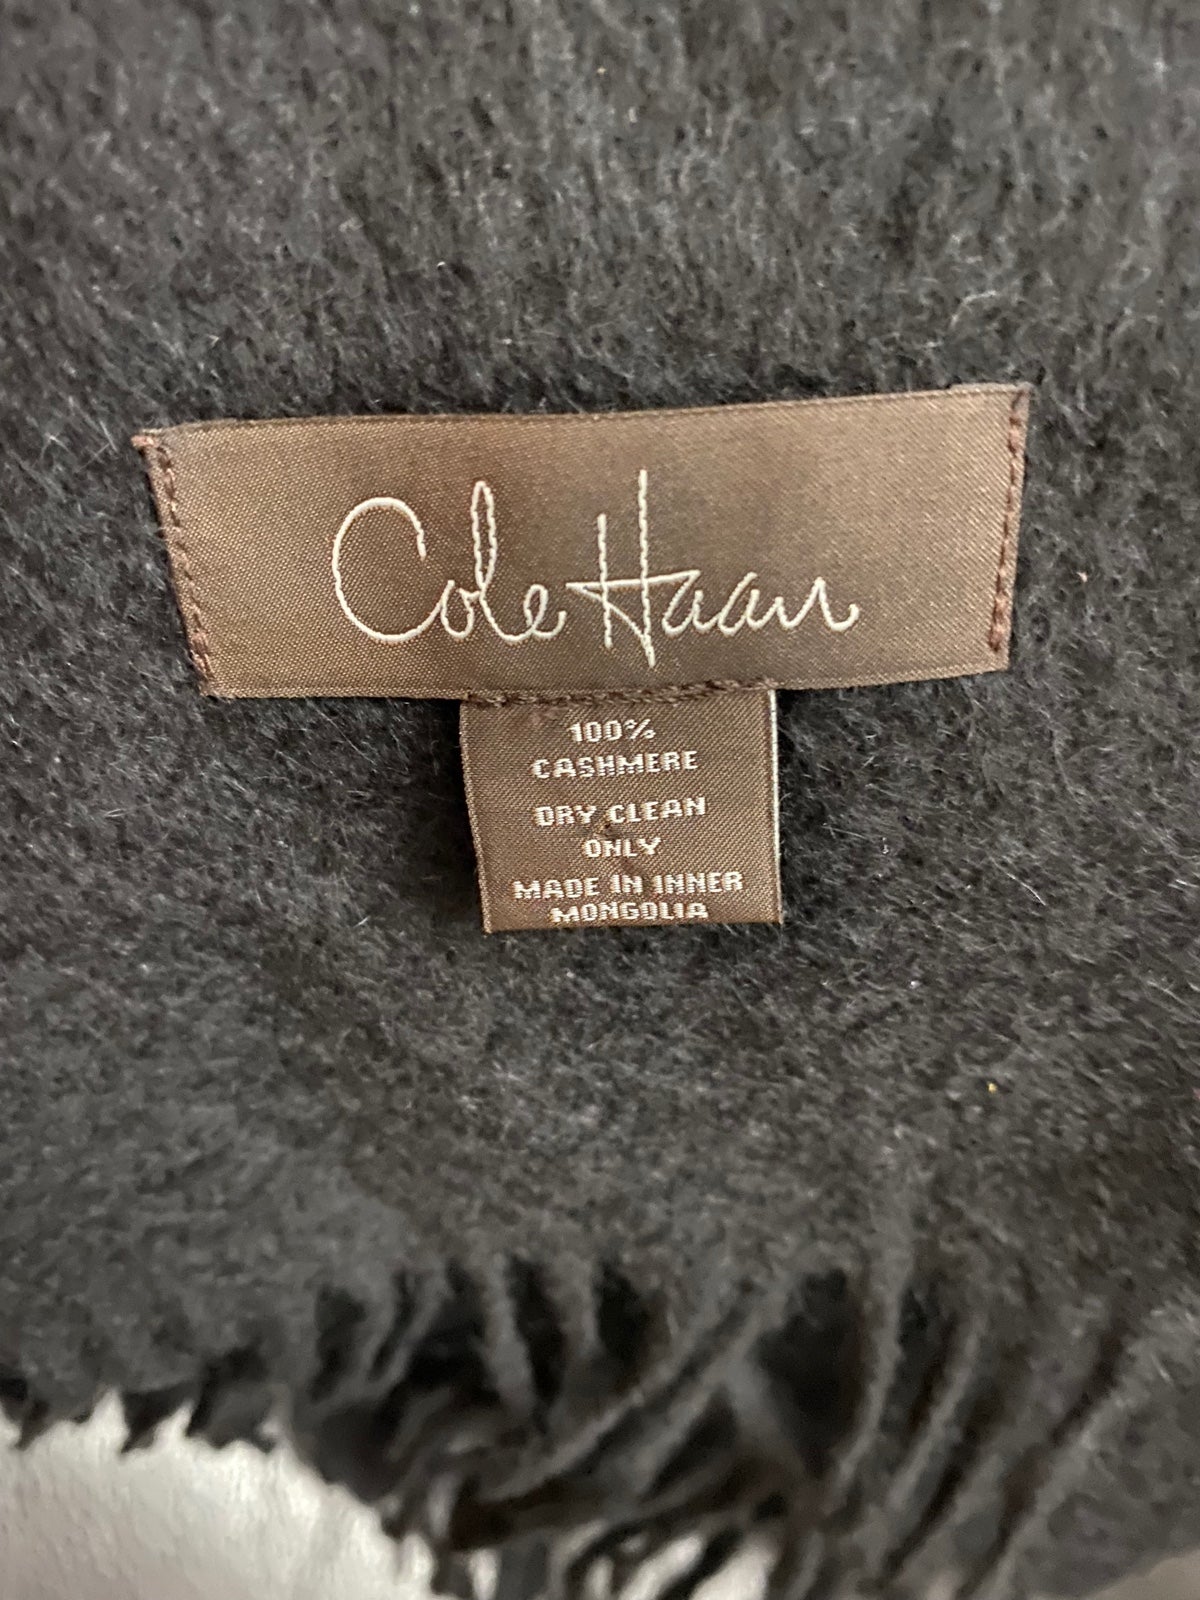 Cole Haan
100%
CASHMERE
DRY CLEAN
ONLY
MADE IN INNER
MONGOLIA